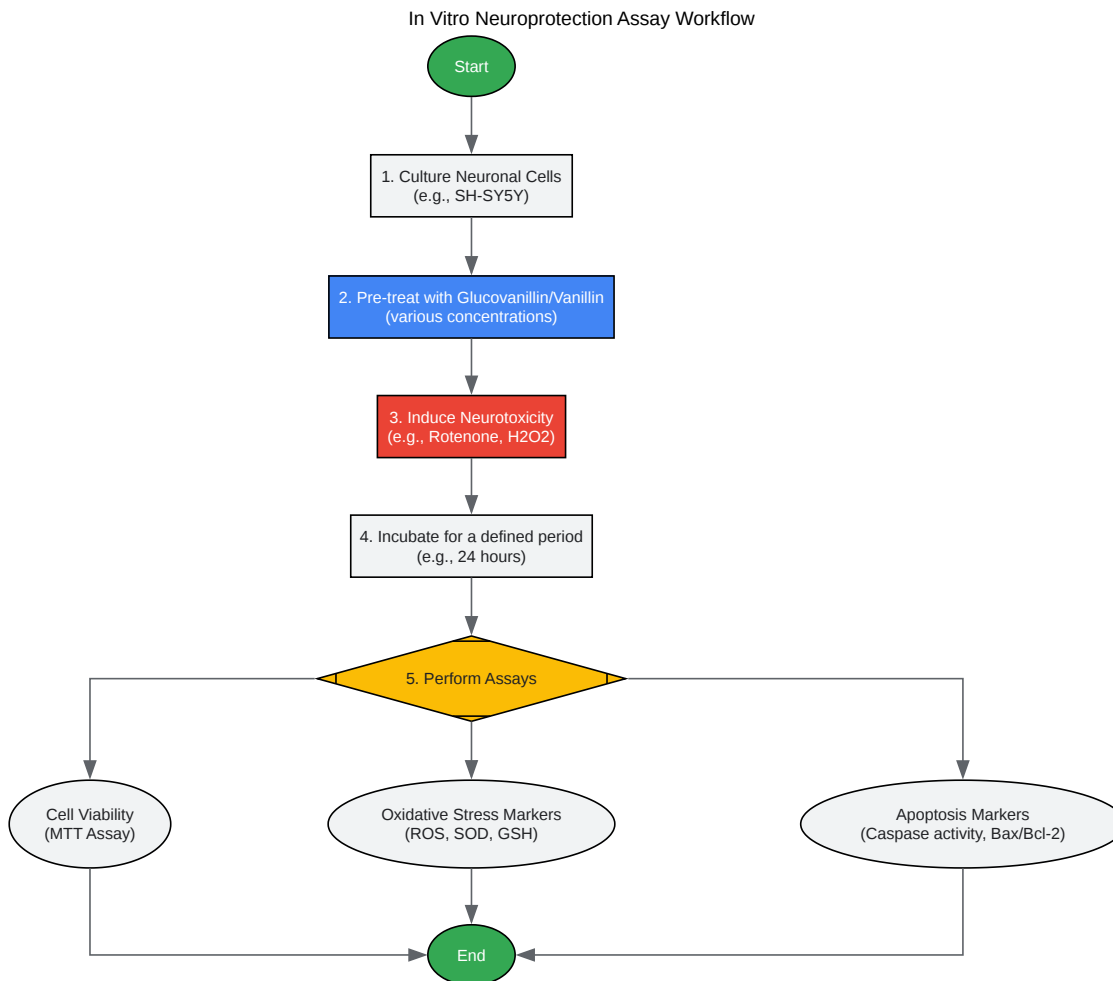 In Vitro Neuroprotection Assay Workflow
Start
1. Culture Neuronal Cells
(e.g., SH-SY5Y)
2. Pre-treat with Glucovanillin/Vanillin
(various concentrations)
3. Induce Neurotoxicity
(e.g., Rotenone, H2O2)
4. Incubate for a defined period
(e.g., 24 hours)
5. Perform Assays
Cell Viability
(MTT Assay)
Oxidative Stress Markers
(ROS, SOD, GSH)
Apoptosis Markers
(Caspase activity, Bax/Bcl-2)
End